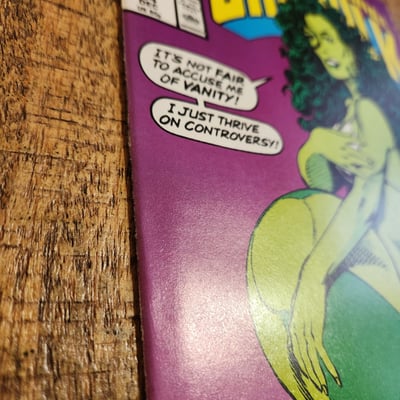 IT'S NOT FAIR
TO ACCUSE ME
OF VANITY!
I JUST THRIVE
ON CONTROVERSY!